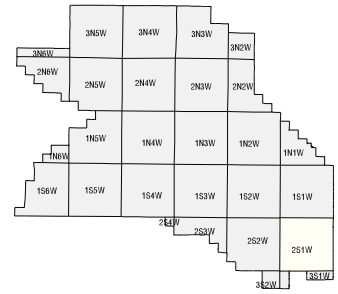 3N5W 3N4W 3N3W
3N2W
3N6W
2N6W 2N5W 2N4W 2N3W 2N2W
1N5W 1N4W 1N3W 1N2W
1N6W 1N1W
1S6W 1S5W 1S4W 1S3W 1S2W 1S1W
2S4W
2S3W 2S2W 2S1W
3S2W 3S1W